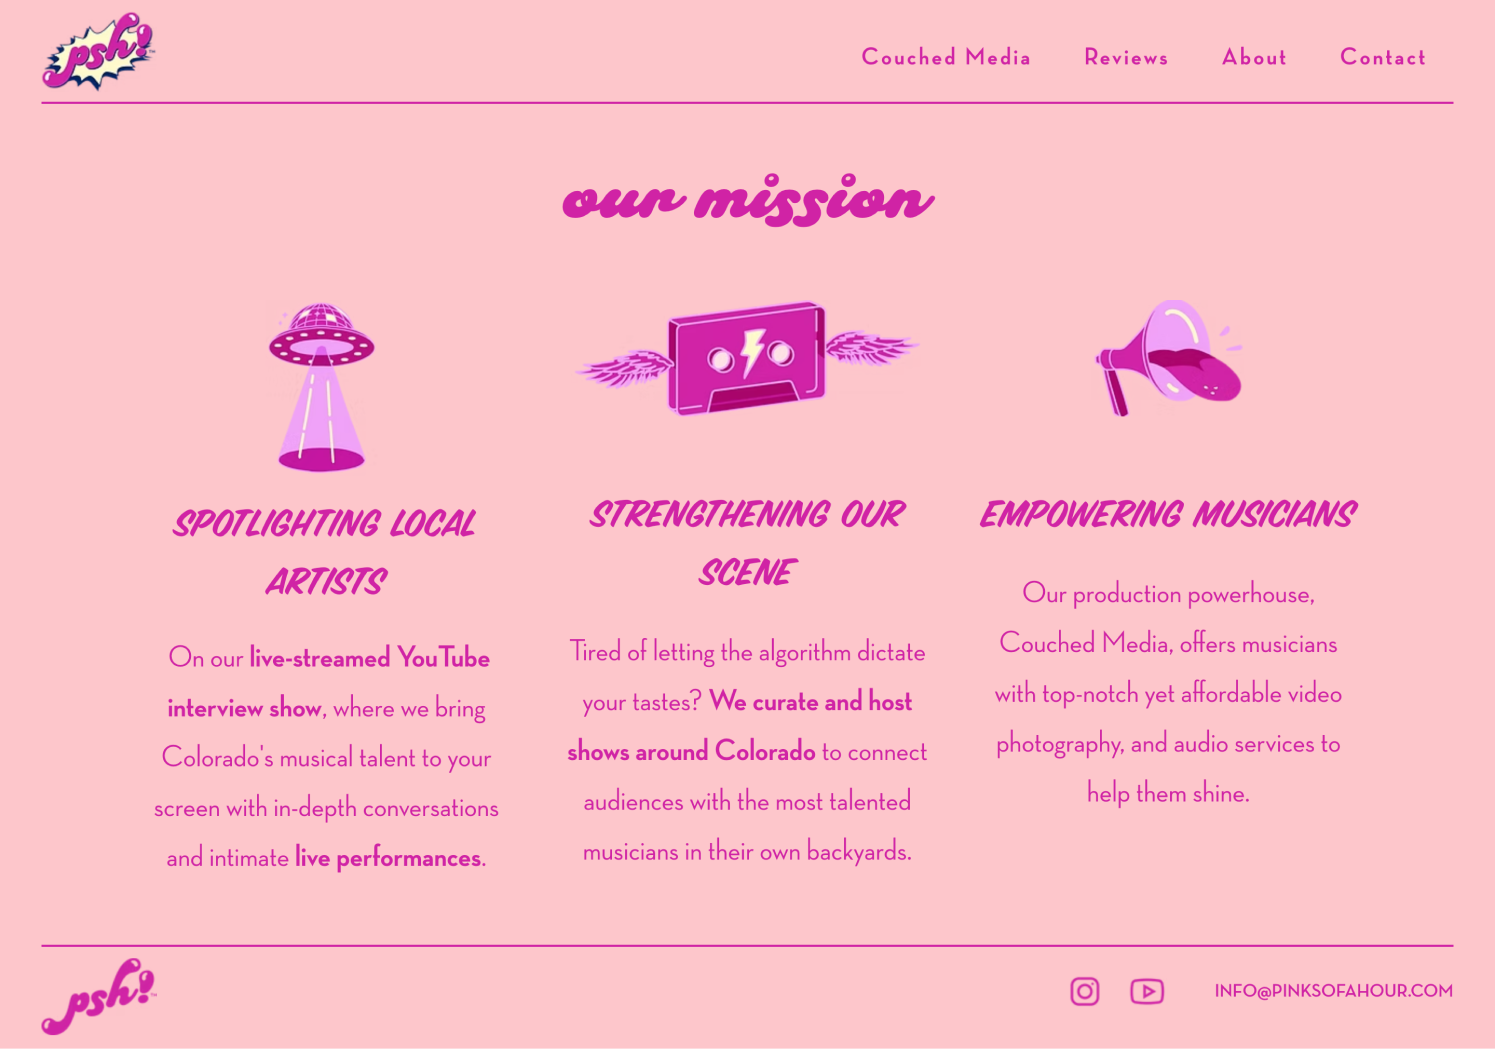 psh!™
Couched Media
Reviews
About
Contact
our mission
SPOTLIGHTING LOCAL
ARTISTS
On our live-streamed YouTube
interview show, where we bring
Colorado's musical talent to your
screen with in-depth conversations
and intimate live performances.
STRENGTHENING OUR
SCENE
Tired of letting the algorithm dictate
your tastes? We curate and host
shows around Colorado to connect
audiences with the most talented
musicians in their own backyards.
EMPOWERING MUSICIANS
Our production powerhouse,
Couched Media, offers musicians
with top-notch yet affordable video
photography, and audio services to
help them shine.
psh!™
INFO@PINKSOFAHOUR.COM